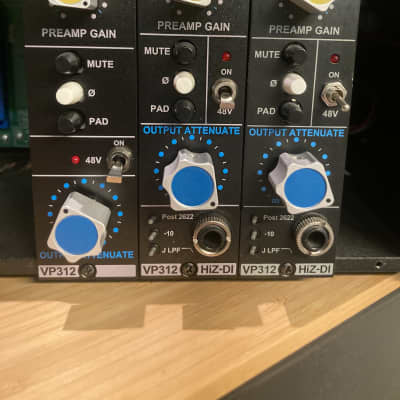 PREAMP GAIN
MUTE
Ø
PAD
ON
48V
OUTPUT ATTENUATE
VP312
PREAMP GAIN
MUTE
ON
Ø
PAD
48V
OUTPUT ATTENUATE
Post 2622
-10
J LPF
VP312 HiZ-DI
PREAMP GAIN
MUTE
ON
Ø
PAD
48V
OUTPUT ATTENUATE
Post 2622
-10
J LPF
VP312 HiZ-DI